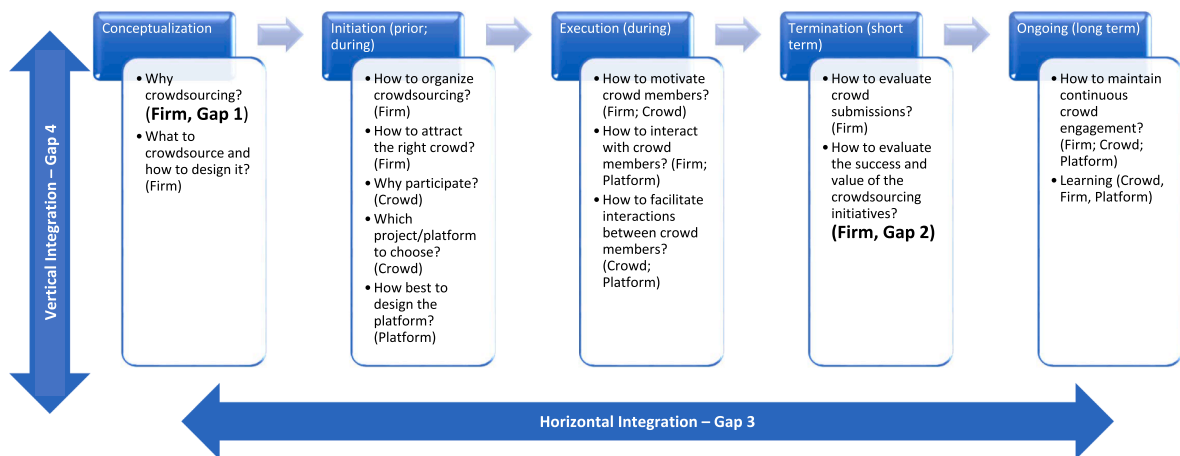 Conceptualization
Initiation (prior;
during)
Execution (during)
Termination (short
term)
Ongoing (long term)
Vertical Integration – Gap 4
• Why
crowdsourcing?
(Firm, Gap 1)
• What to
crowdsource and
how to design it?
(Firm)
• How to organize
crowdsourcing?
(Firm)
• How to attract
the right crowd?
(Firm)
• Why participate?
(Crowd)
• Which
project/platform
to choose?
(Crowd)
• How best to
design the
platform?
(Platform)
• How to motivate
crowd members?
(Firm; Crowd)
• How to interact
with crowd
members? (Firm;
Platform)
• How to facilitate
interactions
between crowd
members?
(Crowd;
Platform)
• How to evaluate
crowd
submissions?
(Firm)
• How to evaluate
the success and
value of the
crowdsourcing
initiatives?
(Firm, Gap 2)
• How to maintain
continuous
crowd
engagement?
(Firm; Crowd;
Platform)
• Learning (Crowd,
Firm, Platform)
Horizontal Integration – Gap 3